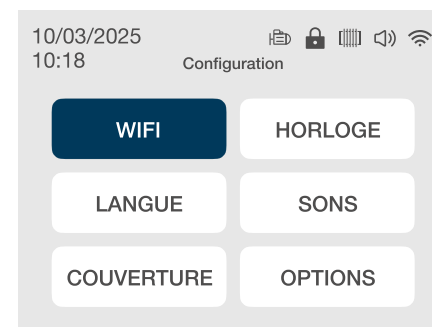 10/03/2025
10:18
Configuration
WIFI
HORLOGE
LANGUE
SONS
COUVERTURE
OPTIONS